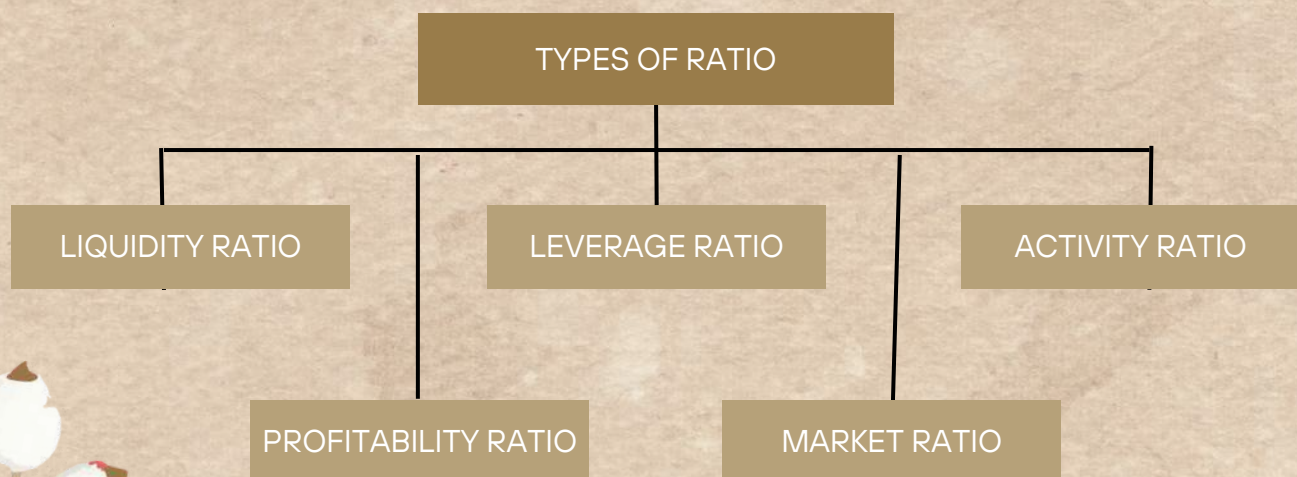 TYPES OF RATIO
LIQUIDITY RATIO
LEVERAGE RATIO
ACTIVITY RATIO
PROFITABILITY RATIO
MARKET RATIO